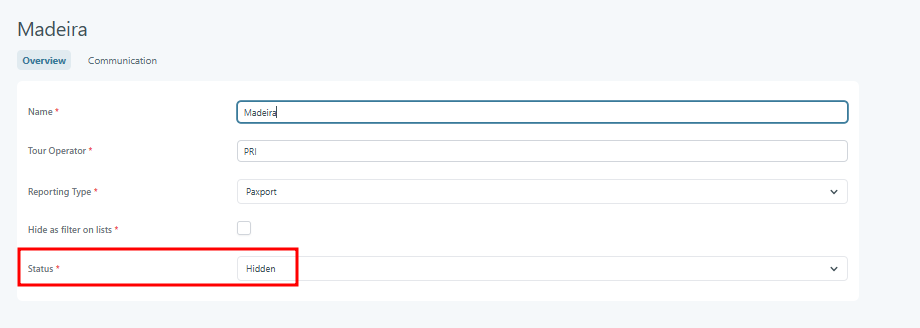 Madeira
Overview Communication
Name *
Madeira
Tour Operator *
PRI
Reporting Type *
Paxport
Hide as filter on lists *
Status *
Hidden